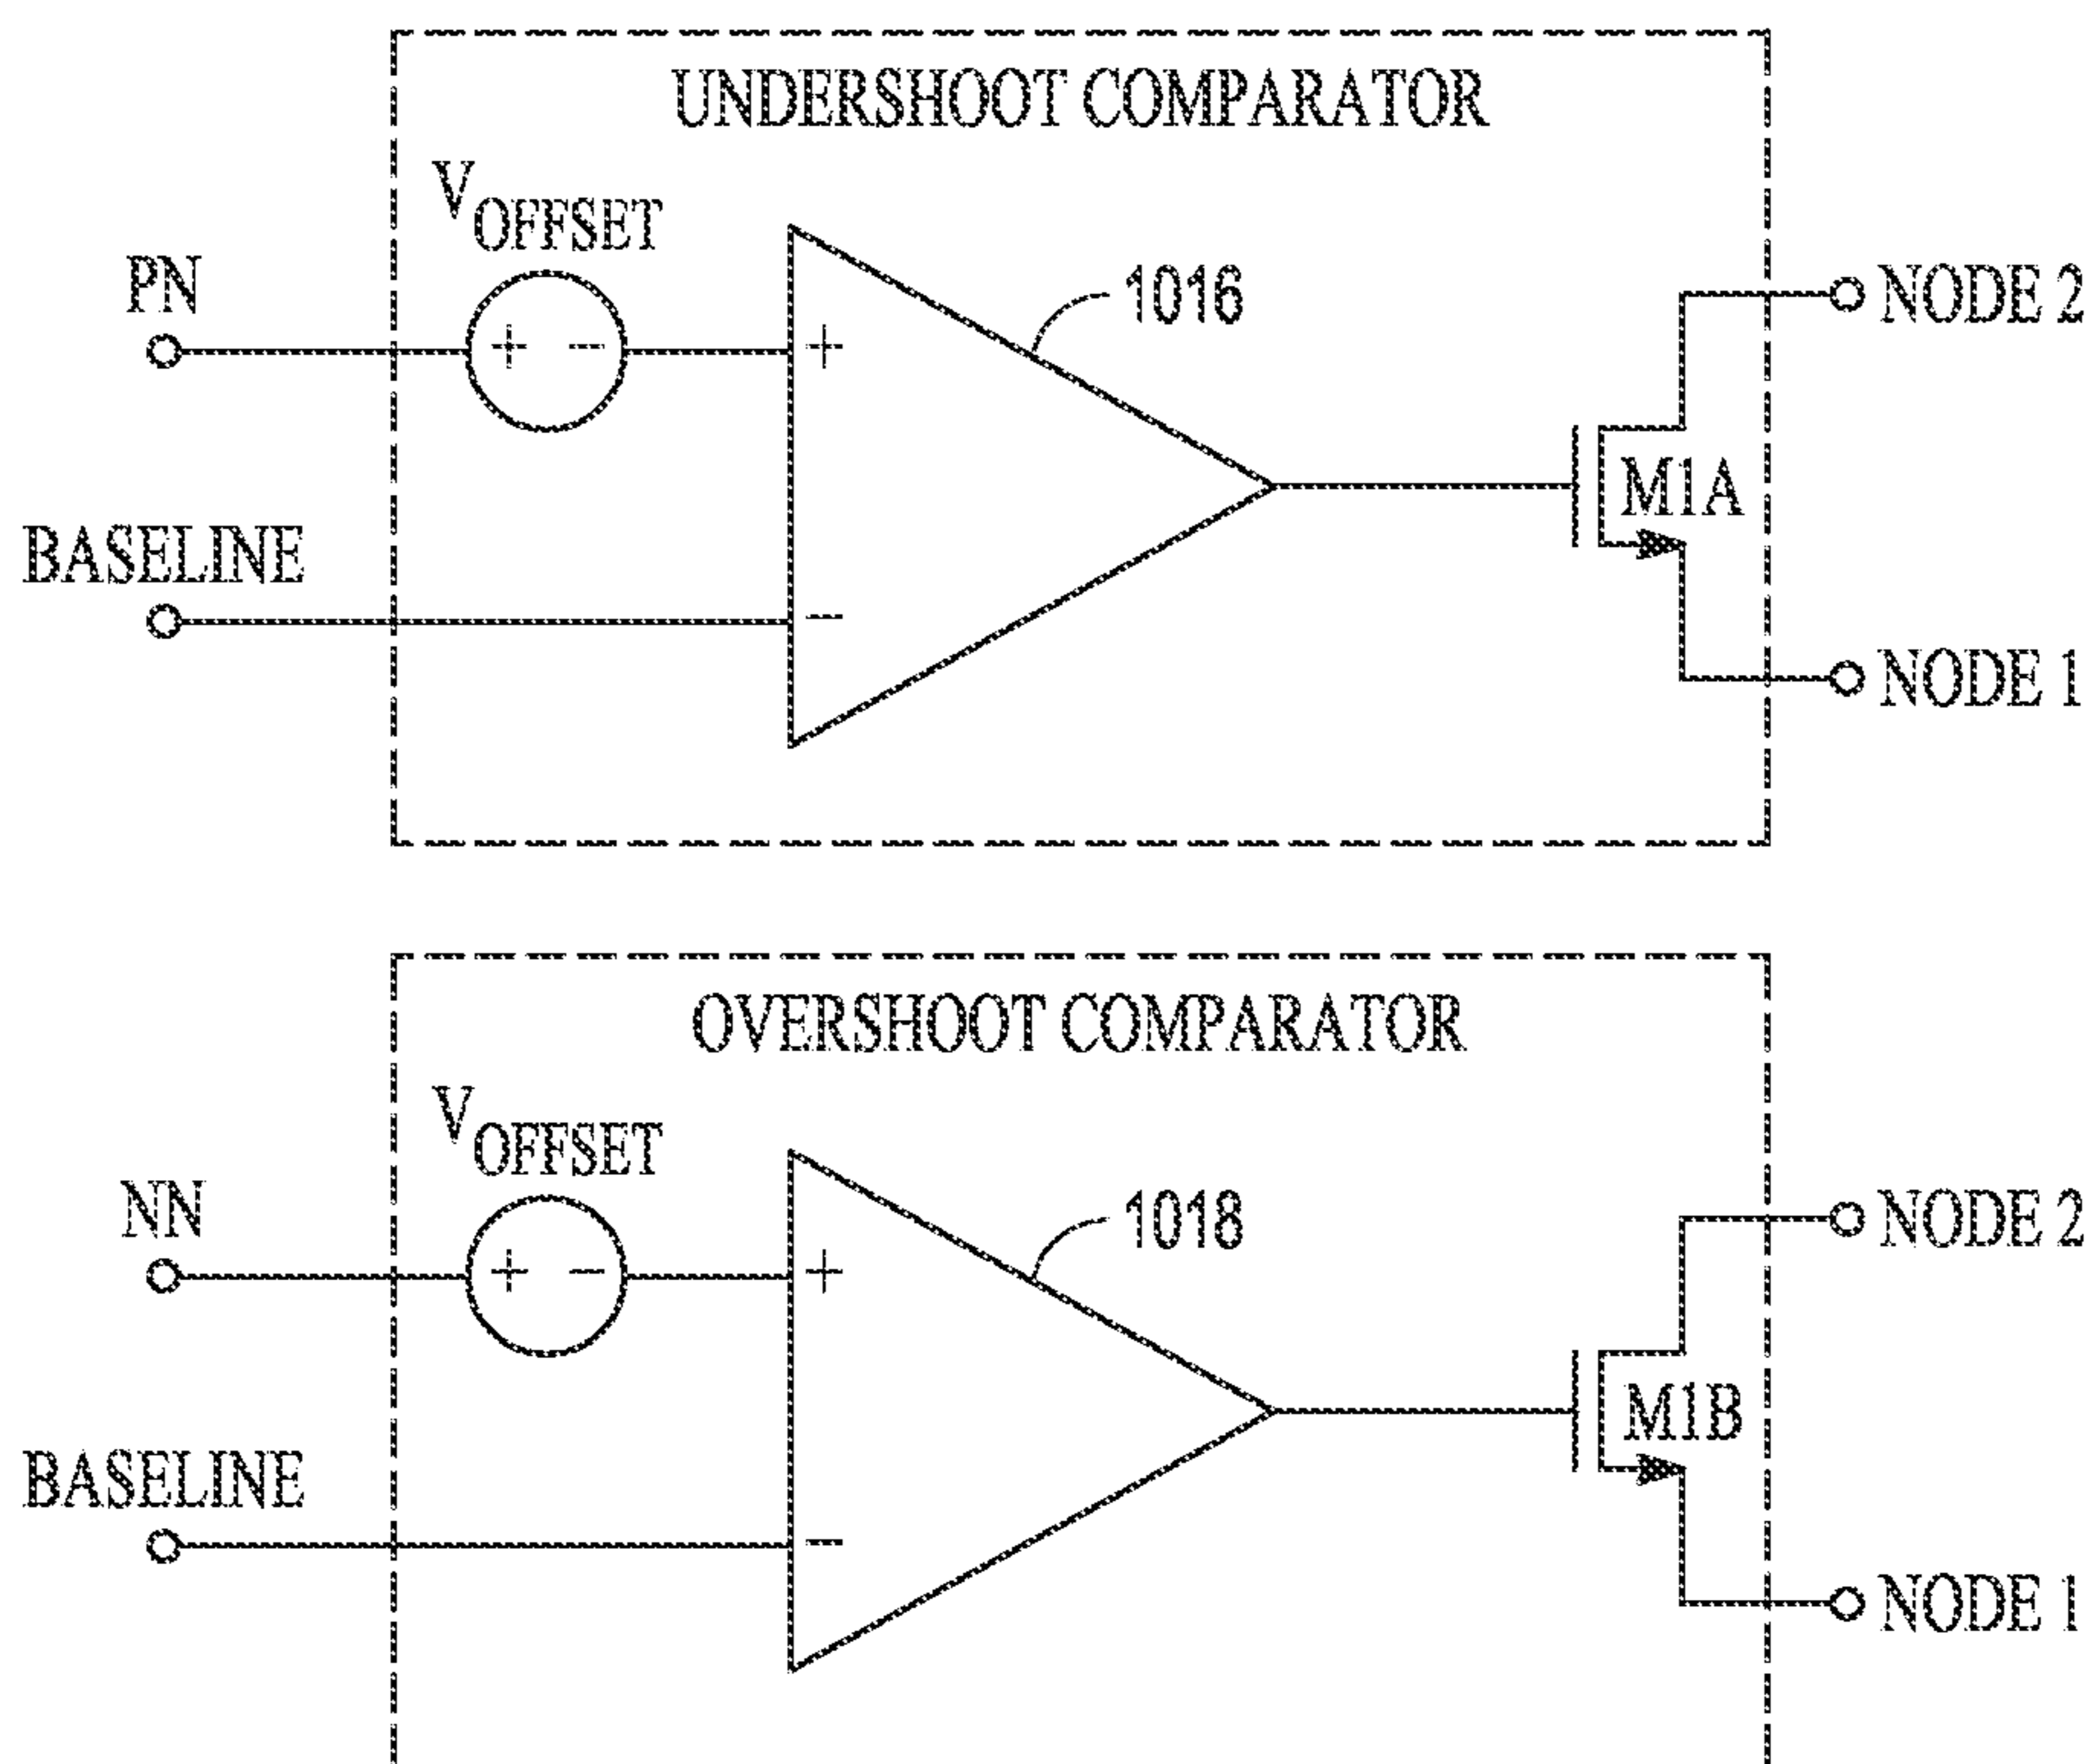 UNDERSHOOT COMPARATOR
VOFFSET
PN
+ -
+
1016
NODE 2
M1A
BASELINE
-
NODE 1
OVERSHOOT COMPARATOR
VOFFSET
NN
+ -
+
1018
NODE 2
M1B
BASELINE
-
NODE 1